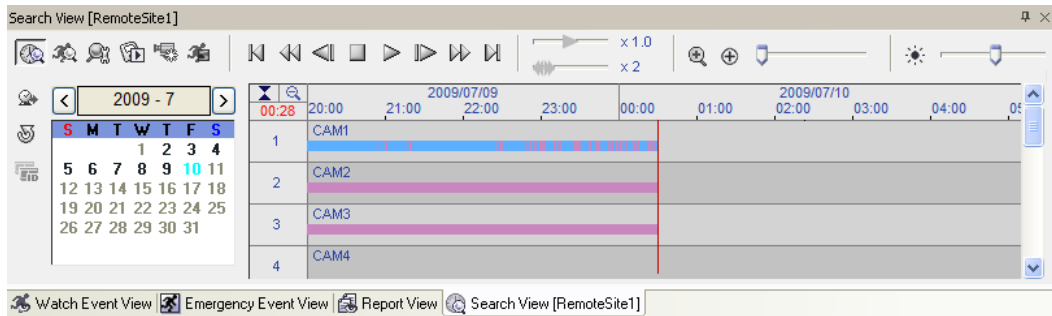 Search View [RemoteSite1]
x 1.0
x 2
2009 - 7
S M T W T F S
1 2 3 4
5 6 7 8 9 10 11
12 13 14 15 16 17 18
19 20 21 22 23 24 25
26 27 28 29 30 31
EID
2009/07/09 2009/07/10
00:28 20:00 21:00 22:00 23:00 00:00 01:00 02:00 03:00 04:00 05
1 CAM1
2 CAM2
3 CAM3
4 CAM4
Watch Event View Emergency Event View Report View Search View [RemoteSite1]